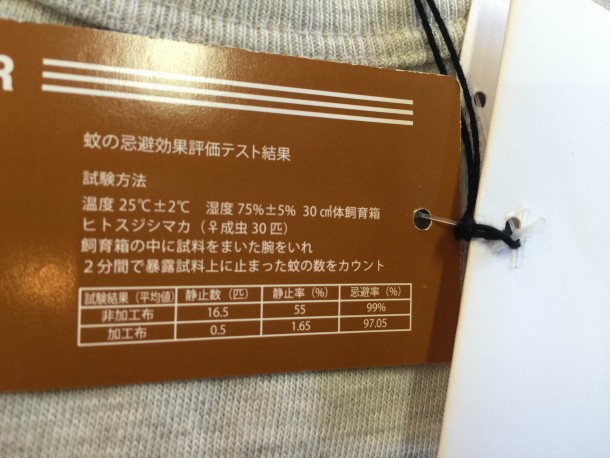 R
蚊の忌避効果評価テスト結果
試験方法
温度 25℃±2℃ 湿度 75%±5% 30 ㎠体飼育箱
ヒトスジシマカ（♀成虫 30 匹）
飼育箱の中に試料をまいた腕をいれ
2分間で暴露試料上に止まった蚊の数をカウント
試験結果（平均値） 静止数（匹） 静止率（%） 忌避率（%）
非加工布 16.5 55 99%
加工布 0.5 1.65 97.05